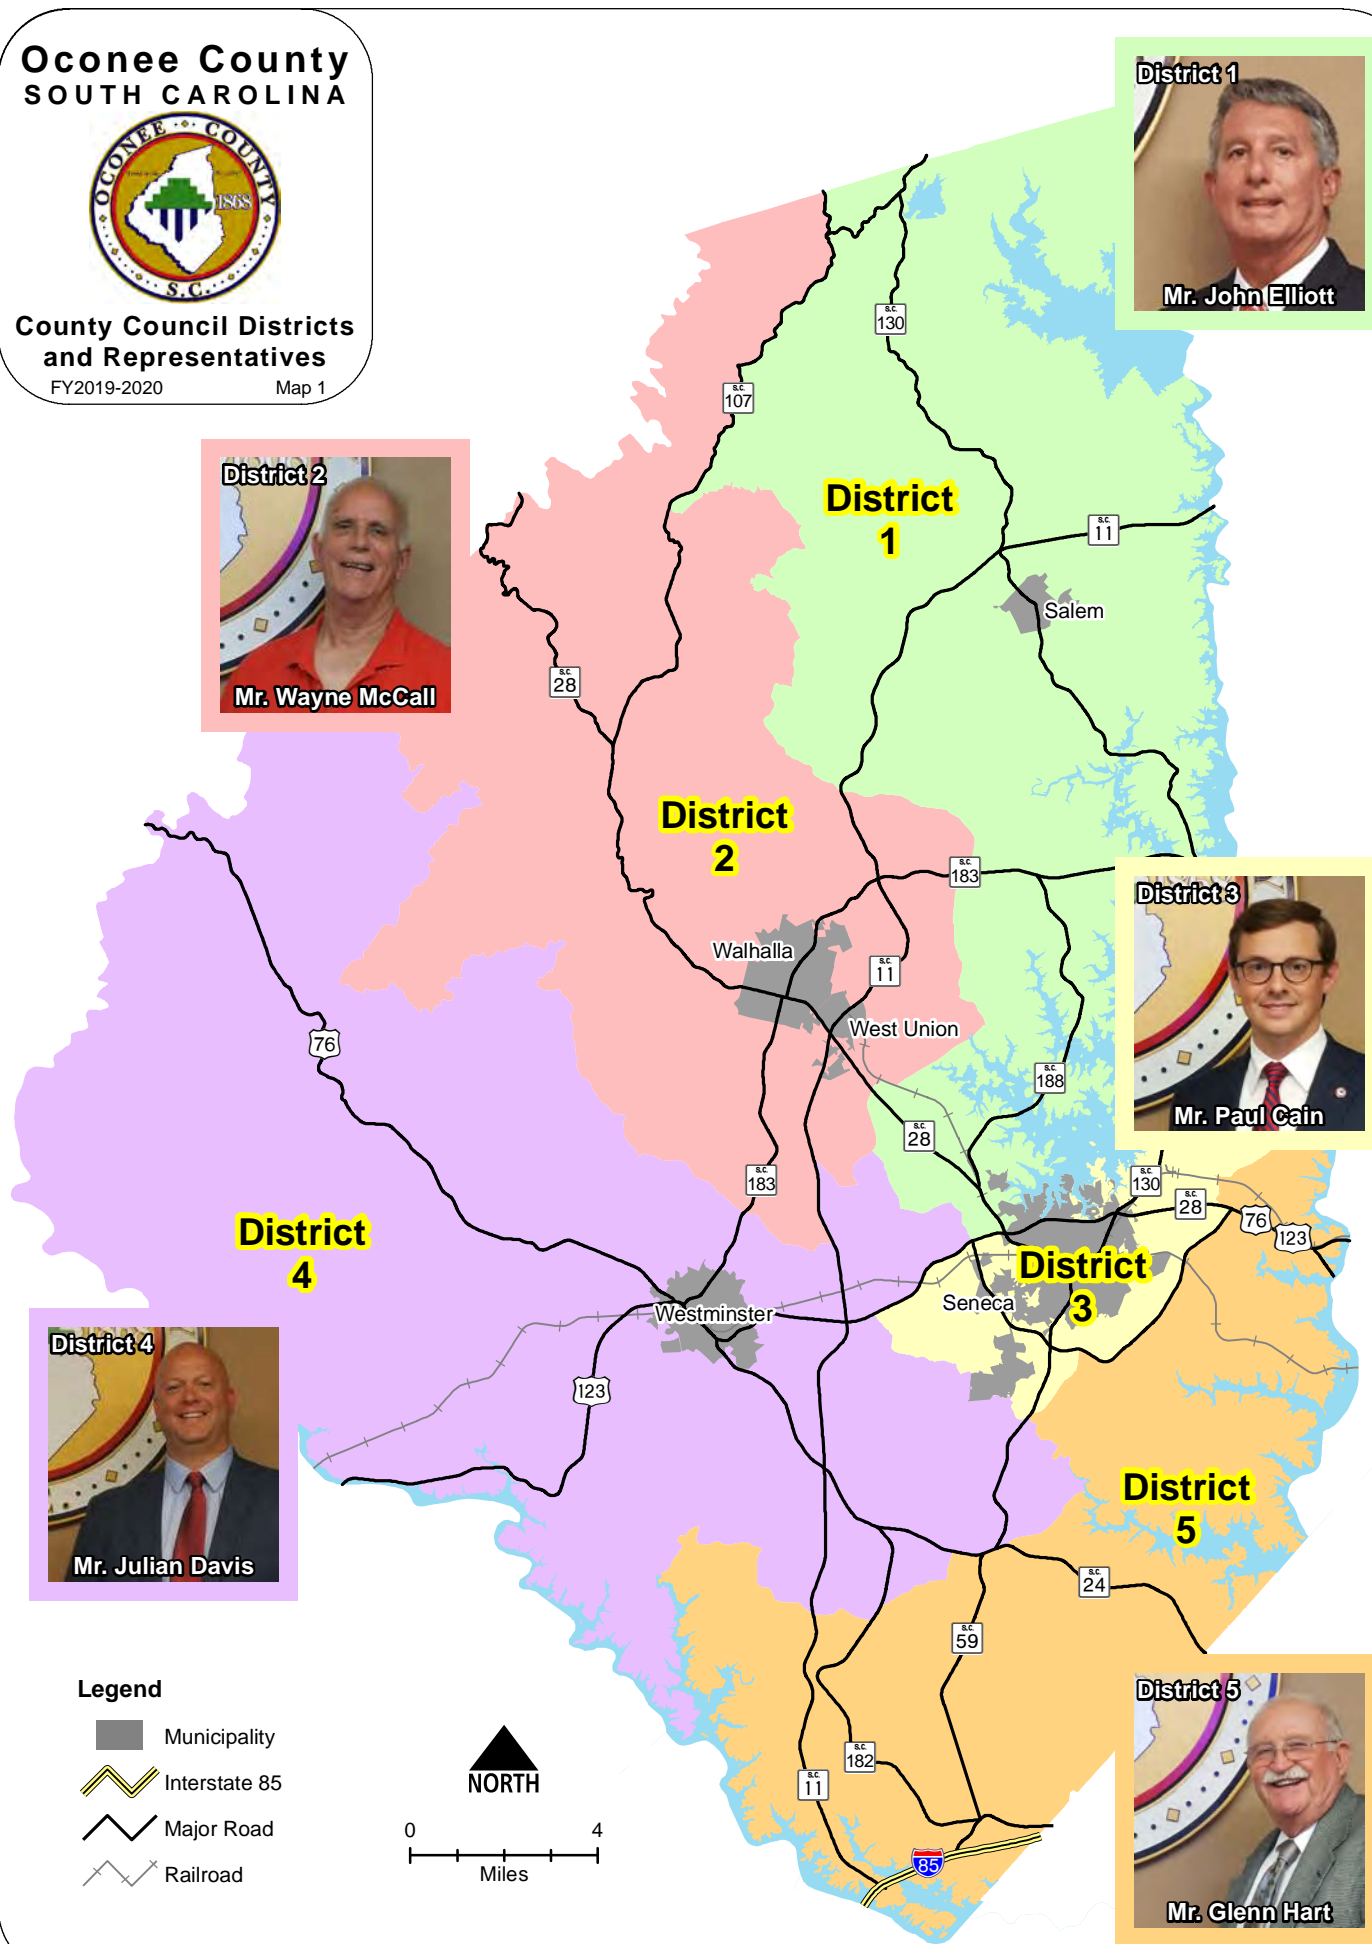 Oconee County
SOUTH CAROLINA
OCONEE COUNTY
1868
S.C.
County Council Districts
and Representatives
FY2019-2020 Map 1
District 1
Mr. John Elliott
S.C.
130
S.C.
107
District 2
Mr. Wayne McCall
District
1
S.C.
11
Salem
S.C.
28
District
2
S.C.
183
District 3
Mr. Paul Cain
Walhalla
S.C.
11
West Union
76
S.C.
188
S.C.
28
S.C.
183
S.C.
130
S.C.
28
76
123
District
4
District
3
Seneca
Westminster
District 4
Mr. Julian Davis
123
District
5
S.C.
24
S.C.
59
District 5
Mr. Glenn Hart
Legend
Municipality
Interstate 85
Major Road
Railroad
NORTH
0 4
Miles
S.C.
182
S.C.
11
85